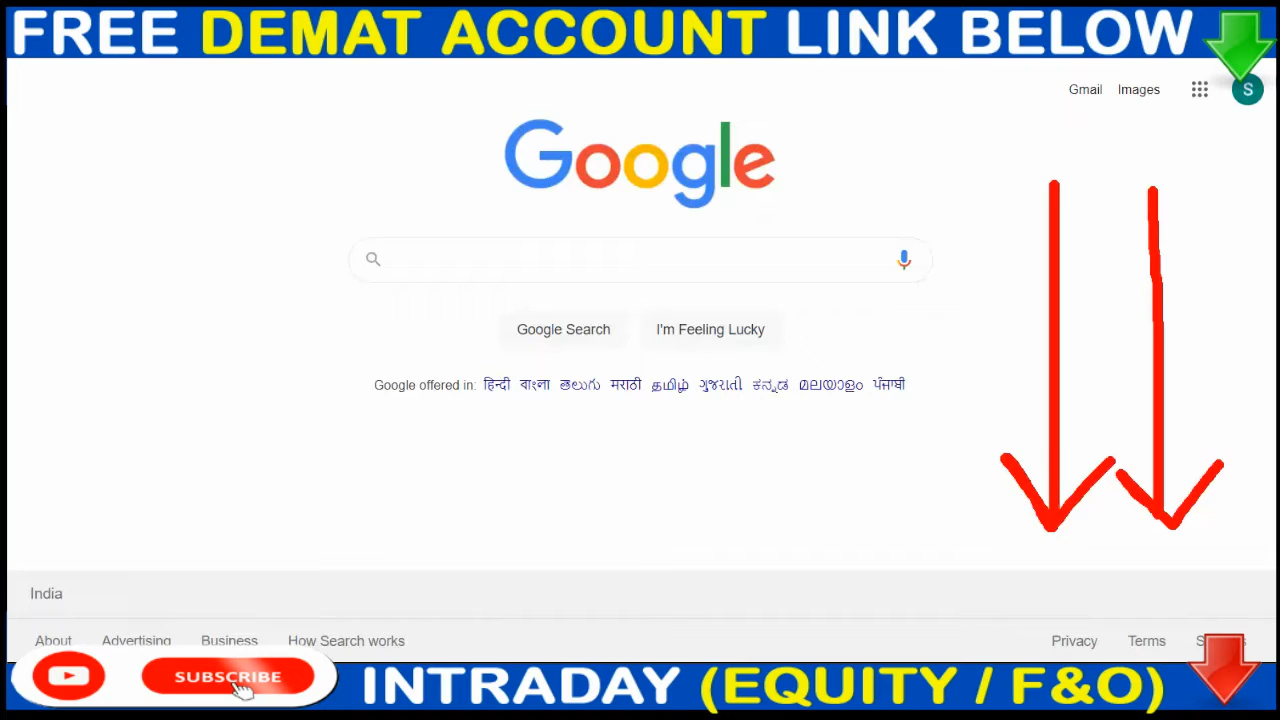 FREE DEMAT ACCOUNT LINK BELOW
Gmail Images
S
Google
Google Search I'm Feeling Lucky
Google offered in: हिन्दी বাংলা తెలుగు मराठी தமிழ் ગુજરાતી ಕನ್ನಡ മലയാളം ਪੰਜਾਬੀ
India
About Advertising Business How Search works Privacy Terms
SUBSCRIBE
INTRADAY (EQUITY / F&O)